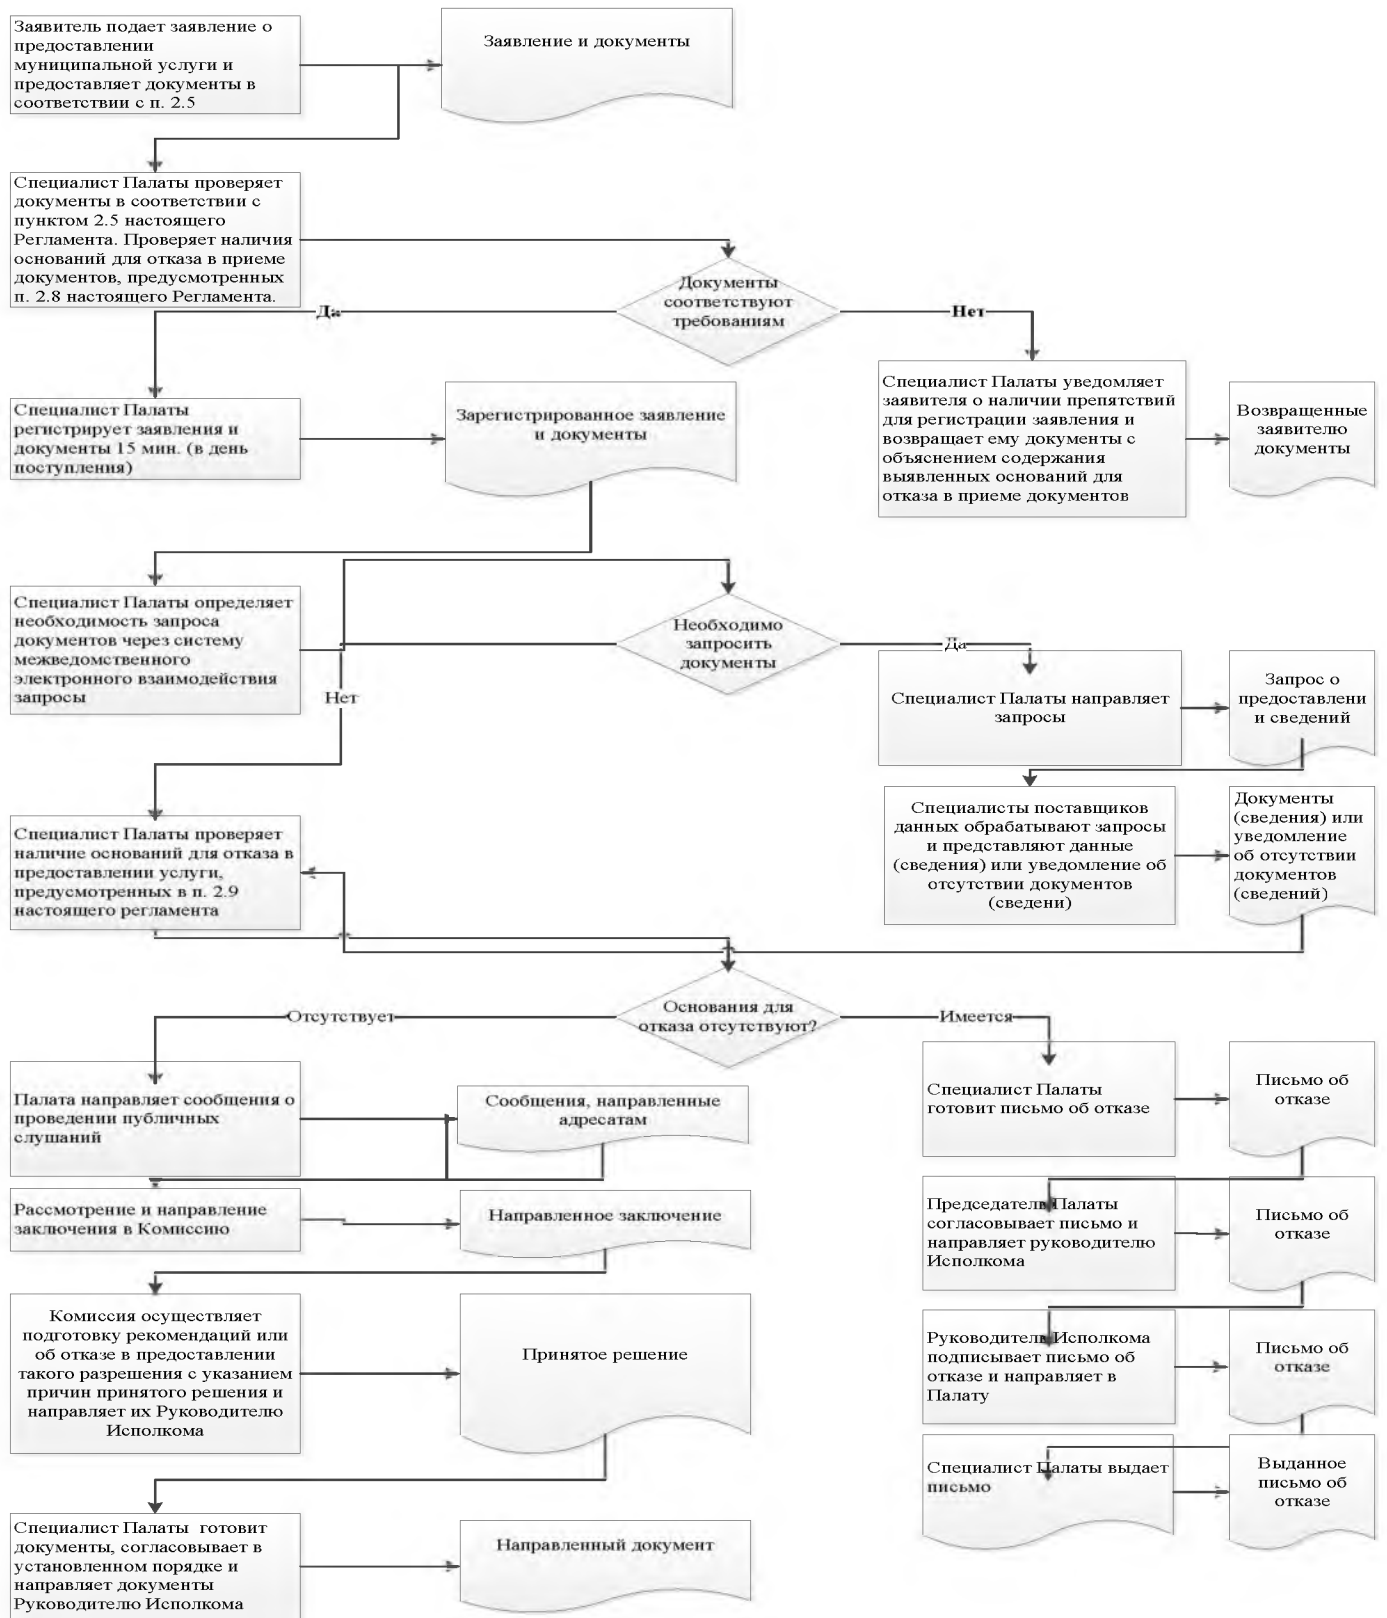 Заявитель подает заявление о
предоставлении
муниципальной услуги и
предоставляет документы в
соответствии с п. 2.5
Заявление и документы
Специалист Палаты проверяет
документы в соответствии с
пунктом 2.5 настоящего
Регламента. Проверяет наличия
оснований для отказа в приеме
документов, предусмотренных
п. 2.8 настоящего Регламента.
Документы
соответствуют
требованиям
Да
Нет
Специалист Палаты
регистрирует заявления и
документы 15 мин. (в день
поступления)
Зарегистрированное заявление
и документы
Специалист Палаты уведомляет
заявителя о наличии препятствий
для регистрации заявления и
возвращает ему документы с
объяснением содержания
выявленных оснований для
отказа в приеме документов
Возвращенные
заявителю
документы
Специалист Палаты определяет
необходимость запроса
документов через систему
межведомственного
электронного взаимодействия
запросы
Необходимо
запросить
документы
Да
Нет
Специалист Палаты направляет
запросы
Запрос о
предоставлени
и сведений
Специалист Палаты проверяет
наличие оснований для отказа в
предоставлении услуги,
предусмотренных в п. 2.9
настоящего регламента
Специалисты поставщиков
данных обрабатывают запросы
и представляют данные
(сведения) или уведомление об
отсутствии документов
(сведени)
Документы
(сведения) или
уведомление
об отсутствии
документов
(сведений)
Основания для
отказа отсутствуют?
Отсутствует
Имеется
Палата направляет сообщения о
проведении публичных
слушаний
Сообщения, направленные
адресатам
Специалист Палаты
готовит письмо об отказе
Письмо об
отказе
Рассмотрение и направление
заключения в Комиссию
Направленное заключение
Председатель Палаты
согласовывает письмо и
направляет руководителю
Исполкома
Письмо об
отказе
Комиссия осуществляет
подготовку рекомендаций или
об отказе в предоставлении
такого разрешения с указанием
причин принятого решения и
направляет их Руководителю
Исполкома
Принятое решение
Руководитель Исполкома
подписывает письмо об
отказе и направляет в
Палату
Письмо об
отказе
Специалист Палаты выдает
письмо
Выданное
письмо об
отказе
Специалист Палаты готовит
документы, согласовывает в
установленном порядке и
направляет документы
Руководителю Исполкома
Направленный документ